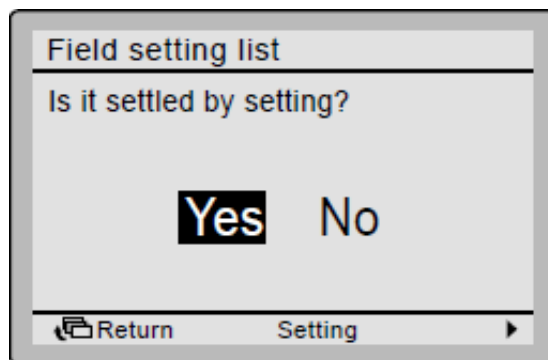 Field setting list
Is it settled by setting?
Yes No
Return Setting